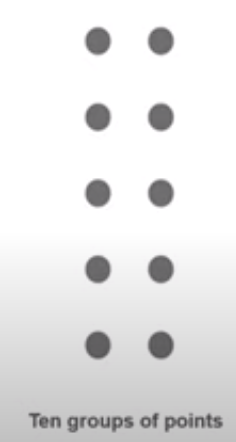 Ten groups of points